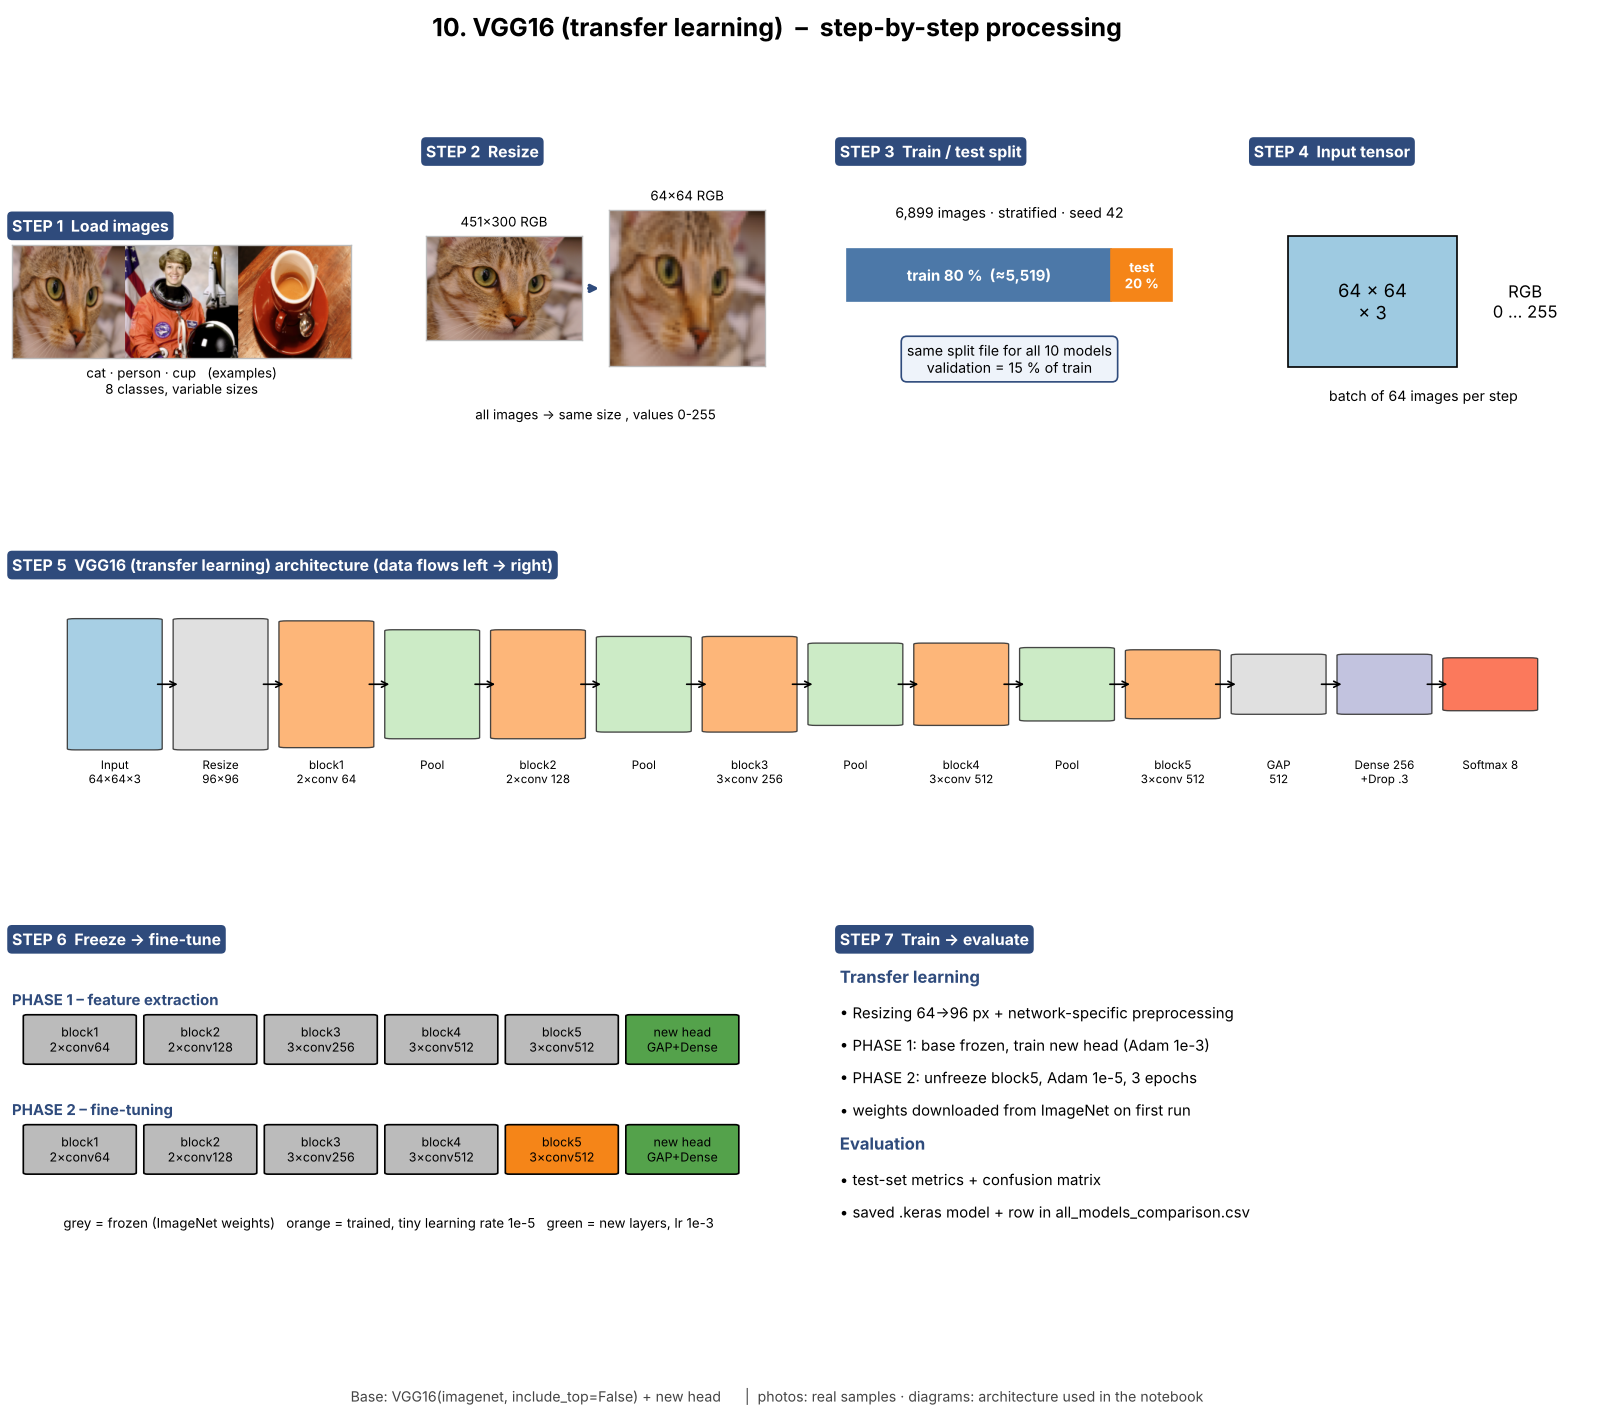 10. VGG16 (transfer learning) – step-by-step processing
STEP 1 Load images
cat · person · cup (examples)
8 classes, variable sizes
STEP 2 Resize
451×300 RGB
64×64 RGB
all images → same size , values 0-255
STEP 3 Train / test split
6,899 images · stratified · seed 42
train 80 % (≈5,519)
test
20 %
same split file for all 10 models
validation = 15 % of train
STEP 4 Input tensor
64 × 64
× 3
RGB
0 ... 255
batch of 64 images per step
STEP 5 VGG16 (transfer learning) architecture (data flows left → right)
Input
64×64×3
Resize
96×96
block1
2×conv 64
Pool
block2
2×conv 128
Pool
block3
3×conv 256
Pool
block4
3×conv 512
Pool
block5
3×conv 512
GAP
512
Dense 256
+Drop .3
Softmax 8
STEP 6 Freeze → fine-tune
PHASE 1 – feature extraction
block1
2×conv64
block2
2×conv128
block3
3×conv256
block4
3×conv512
block5
3×conv512
new head
GAP+Dense
PHASE 2 – fine-tuning
block1
2×conv64
block2
2×conv128
block3
3×conv256
block4
3×conv512
block5
3×conv512
new head
GAP+Dense
grey = frozen (ImageNet weights) orange = trained, tiny learning rate 1e-5 green = new layers, lr 1e-3
STEP 7 Train → evaluate
Transfer learning
• Resizing 64→96 px + network-specific preprocessing
• PHASE 1: base frozen, train new head (Adam 1e-3)
• PHASE 2: unfreeze block5, Adam 1e-5, 3 epochs
• weights downloaded from ImageNet on first run
Evaluation
• test-set metrics + confusion matrix
• saved .keras model + row in all_models_comparison.csv
Base: VGG16(imagenet, include_top=False) + new head | photos: real samples · diagrams: architecture used in the notebook